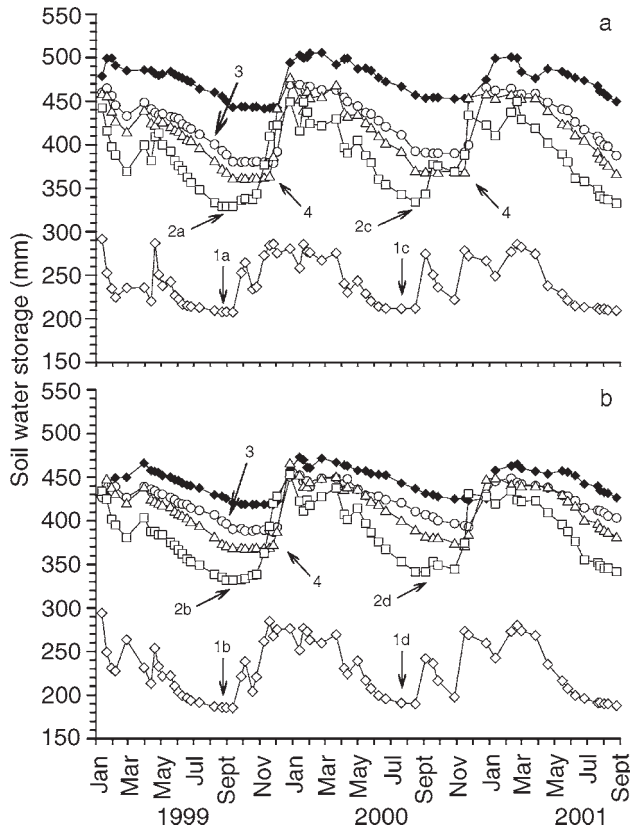 a
550
500
450
400
350
300
250
200
150
3
2a
4
2c
4
1a
1c
Soil water storage (mm)
b
550
500
450
400
350
300
250
200
150
3
4
2b
2d
1b
1d
Jan Mar May Jul Sept Nov Jan Mar May Jul Sept Nov Jan Mar May Jul Sept
1999 2000 2001